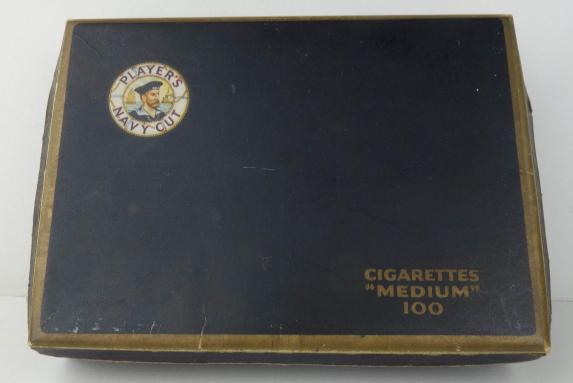 PLAYER'S
NAVY CUT
CIGARETTES
"MEDIUM"
100